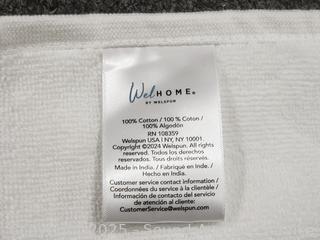 WelHOME®
BY WELSPUN
100% Cotton / 100 % Coton /
100% Algodón
RN 108359
Welspun USA I NY, NY 10001.
Copyright ©2024 Welspun. All rights
reserved. Todos los derechos
reservados. Tous droits réservés.
Made in India. / Fabriqué en Inde. /
Hecho en India.
Customer service contact information /
Coordonnées du service à la clientèle /
Información de contacto del servicio
de atención al cliente:
CustomerService@welspun.com